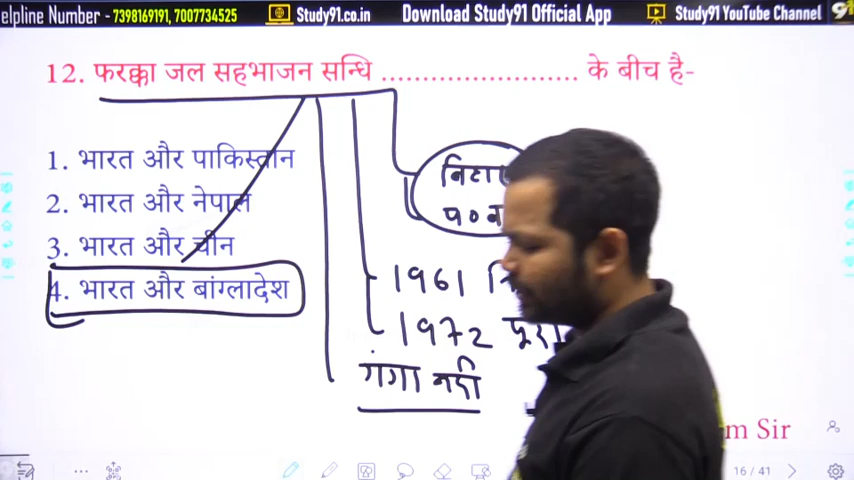 elpline Number - 7398169191, 7007734525 Study91.co.in Download Study91 Official App Study91 YouTube Channel
12. फरक्का जल सहभाजन सन्धि ........................ के बीच है-
1. भारत और पाकिस्तान
2. भारत और नेपाल
3. भारत और चीन
4. भारत और बांग्लादेश
1961
1972
गंगा नदी
m Sir
16 / 41